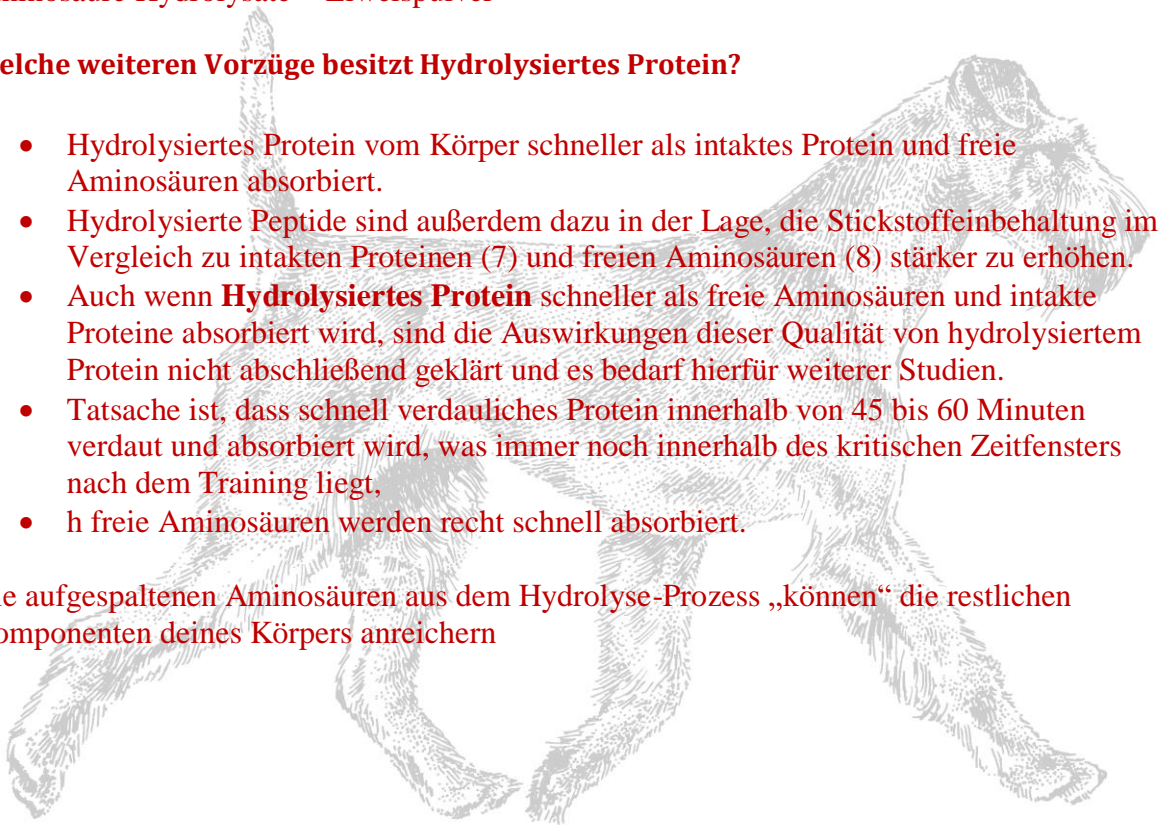 minosäure Hydrolysate – Eiweispulver
elche weiteren Vorzüge besitzt Hydrolysiertes Protein?
• Hydrolysiertes Protein vom Körper schneller als intaktes Protein und freie
Aminosäuren absorbiert.
• Hydrolysierte Peptide sind außerdem dazu in der Lage, die Stickstoffeinbehaltung im
Vergleich zu intakten Proteinen (7) und freien Aminosäuren (8) stärker zu erhöhen.
• Auch wenn Hydrolysiertes Protein schneller als freie Aminosäuren und intakte
Proteine absorbiert wird, sind die Auswirkungen dieser Qualität von hydrolysiertem
Protein nicht abschließend geklärt und es bedarf hierfür weiterer Studien.
• Tatsache ist, dass schnell verdauliches Protein innerhalb von 45 bis 60 Minuten
verdaut und absorbiert wird, was immer noch innerhalb des kritischen Zeitfensters
nach dem Training liegt,
• h freie Aminosäuren werden recht schnell absorbiert.
ie aufgespaltenen Aminosäuren aus dem Hydrolyse-Prozess „können“ die restlichen
omponenten deines Körpers anreichern